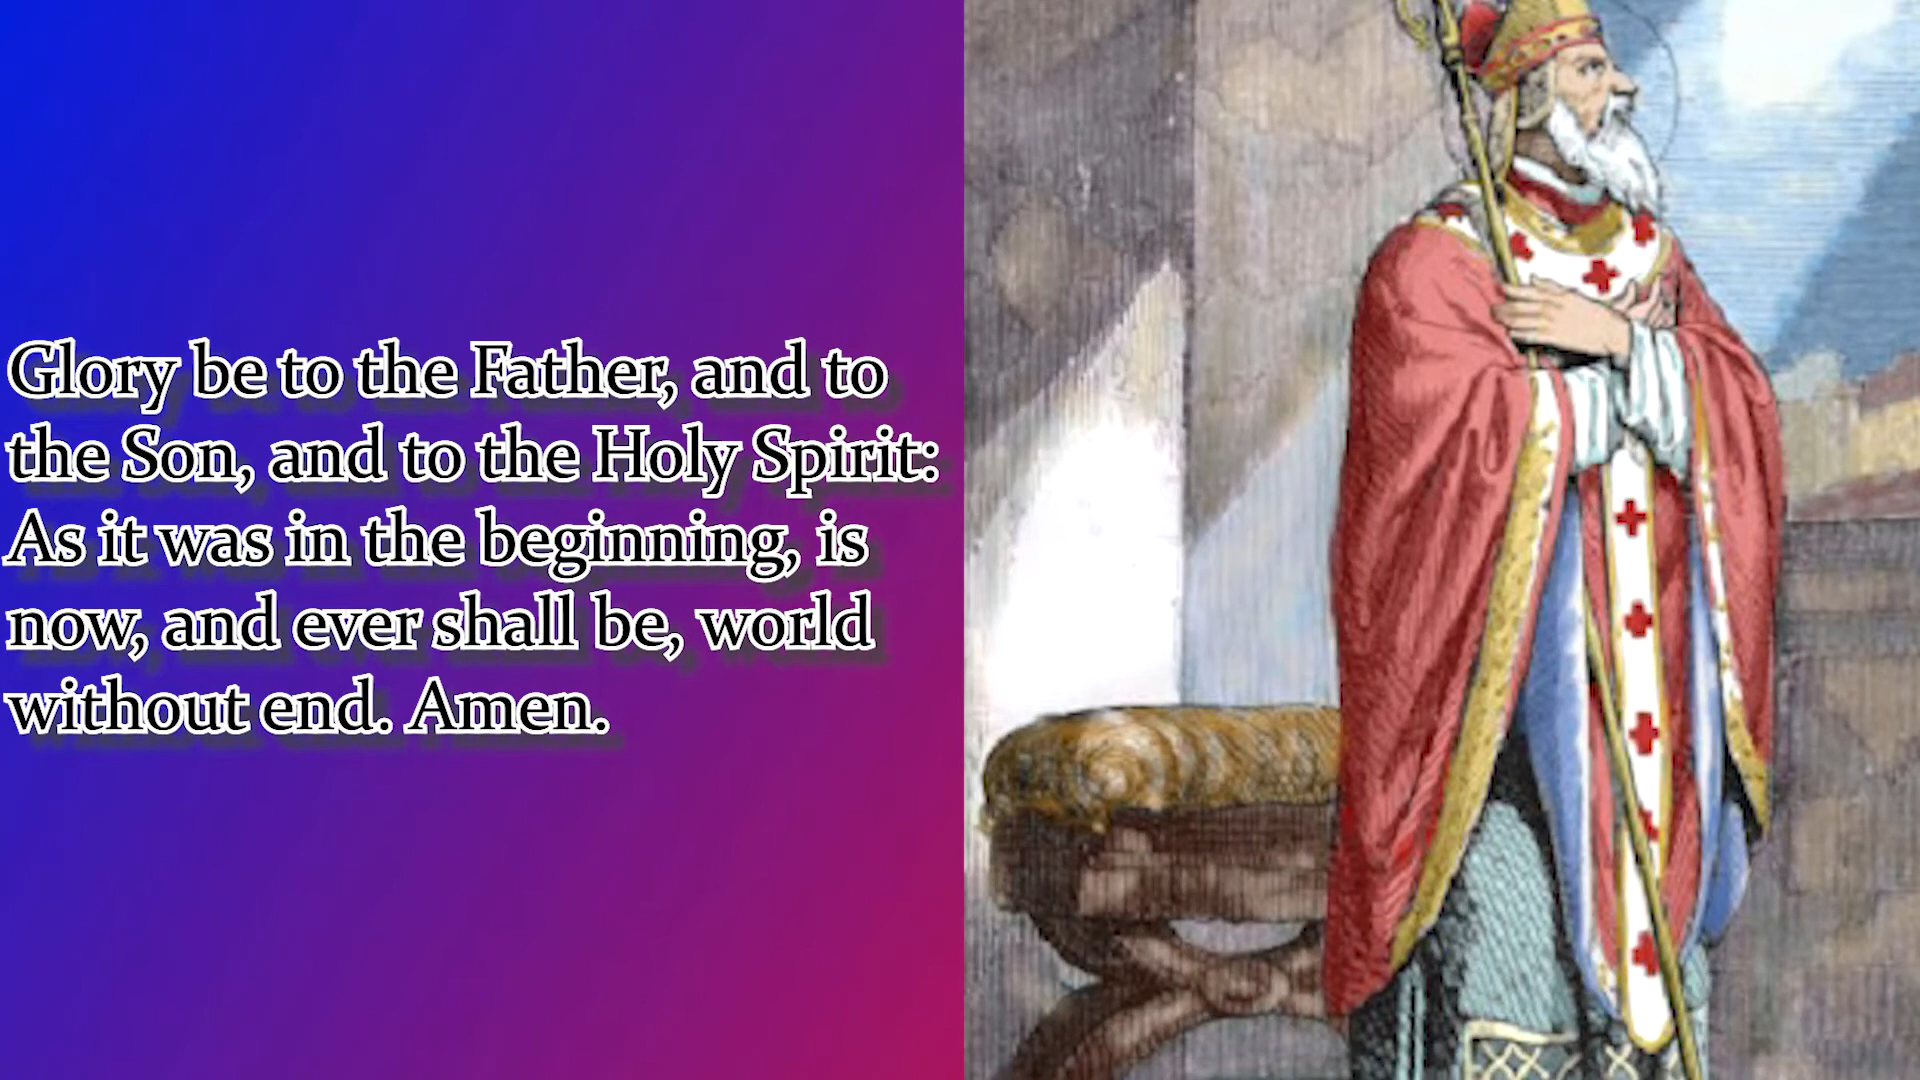 Glory be to the Father, and to
the Son, and to the Holy Spirit:
As it was in the beginning, is
now, and ever shall be, world
without end. Amen.